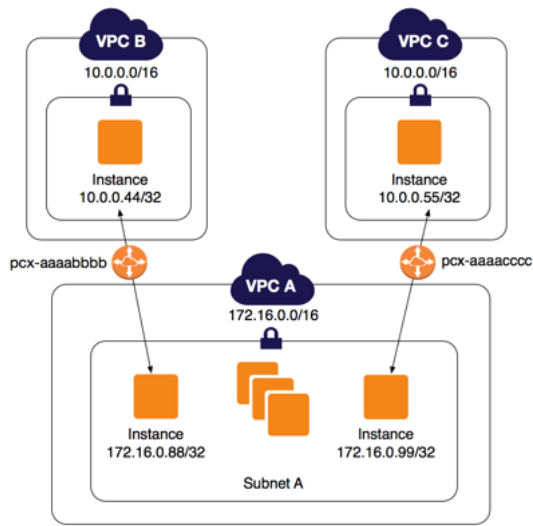 VPC B
10.0.0.0/16
Instance
10.0.0.44/32
VPC C
10.0.0.0/16
Instance
10.0.0.55/32
pcx-aaaabbbb
pcx-aaaacccc
VPC A
172.16.0.0/16
Instance
172.16.0.88/32
Instance
172.16.0.99/32
Subnet A